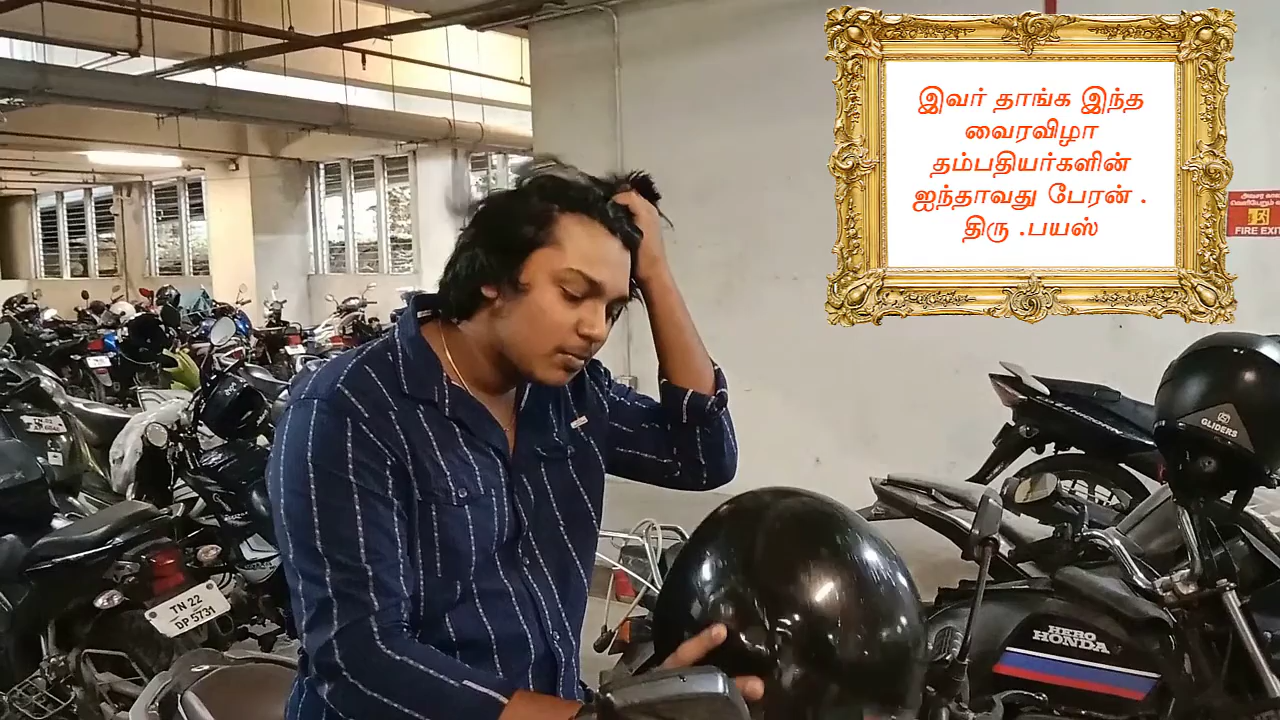 இவர் தாங்க இந்த
வைரவிழா
தம்பதியர்களின்
ஐந்தாவது பேரன் .
திரு .பயஸ்
FIRE EXIT
GLIDERS
HERO
HONDA
TN 22
DP 5731